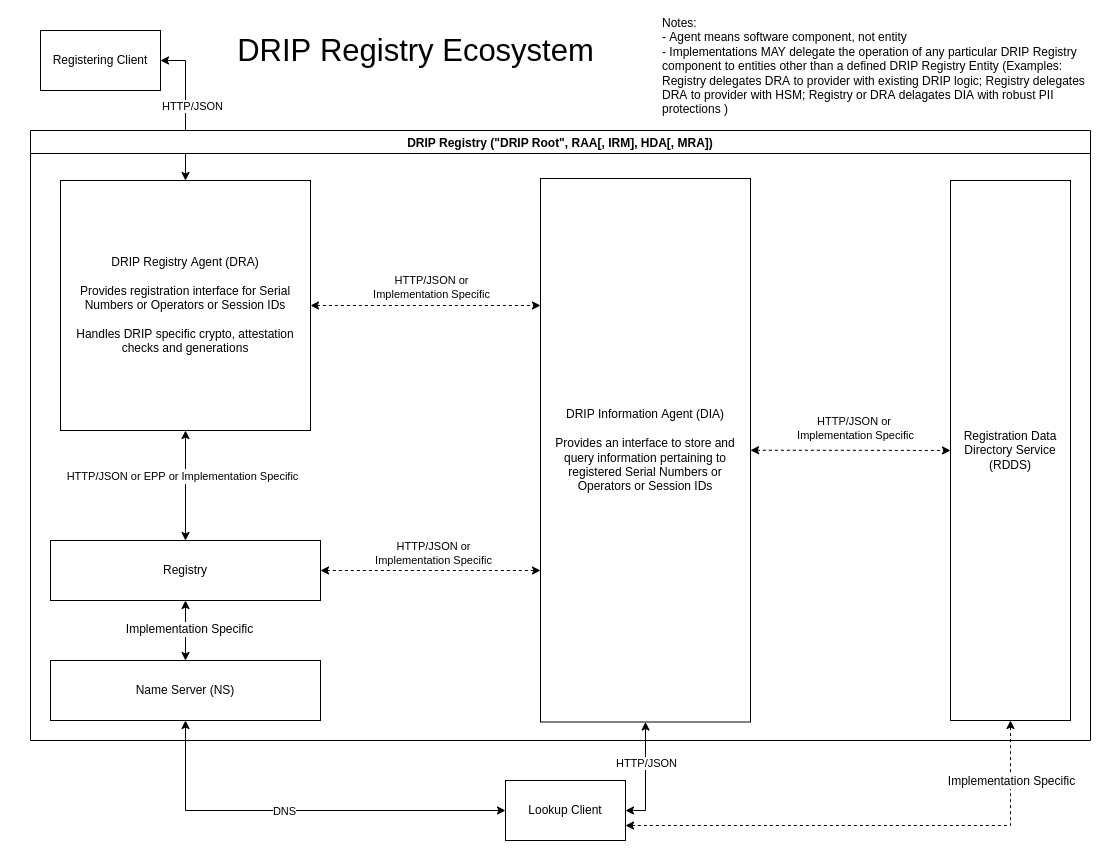 Registering Client
DRIP Registry Ecosystem
Notes:
- Agent means software component, not entity
- Implementations MAY delegate the operation of any particular DRIP Registry
component to entities other than a defined DRIP Registry Entity (Examples:
Registry delegates DRA to provider with existing DRIP logic; Registry delegates
DRA to provider with HSM; Registry or DRA delagates DIA with robust PII
protections )
HTTP/JSON
DRIP Registry ("DRIP Root", RAA[, IRM], HDA[, MRA])
DRIP Registry Agent (DRA)
Provides registration interface for Serial
Numbers or Operators or Session IDs
Handles DRIP specific crypto, attestation
checks and generations
HTTP/JSON or
Implementation Specific
DRIP Information Agent (DIA)
Provides an interface to store and
query information pertaining to
registered Serial Numbers or
Operators or Session IDs
HTTP/JSON or
Implementation Specific
Registration Data
Directory Service
(RDDS)
HTTP/JSON or EPP or Implementation Specific
Registry
HTTP/JSON or
Implementation Specific
Implementation Specific
Name Server (NS)
HTTP/JSON
Implementation Specific
DNS
Lookup Client